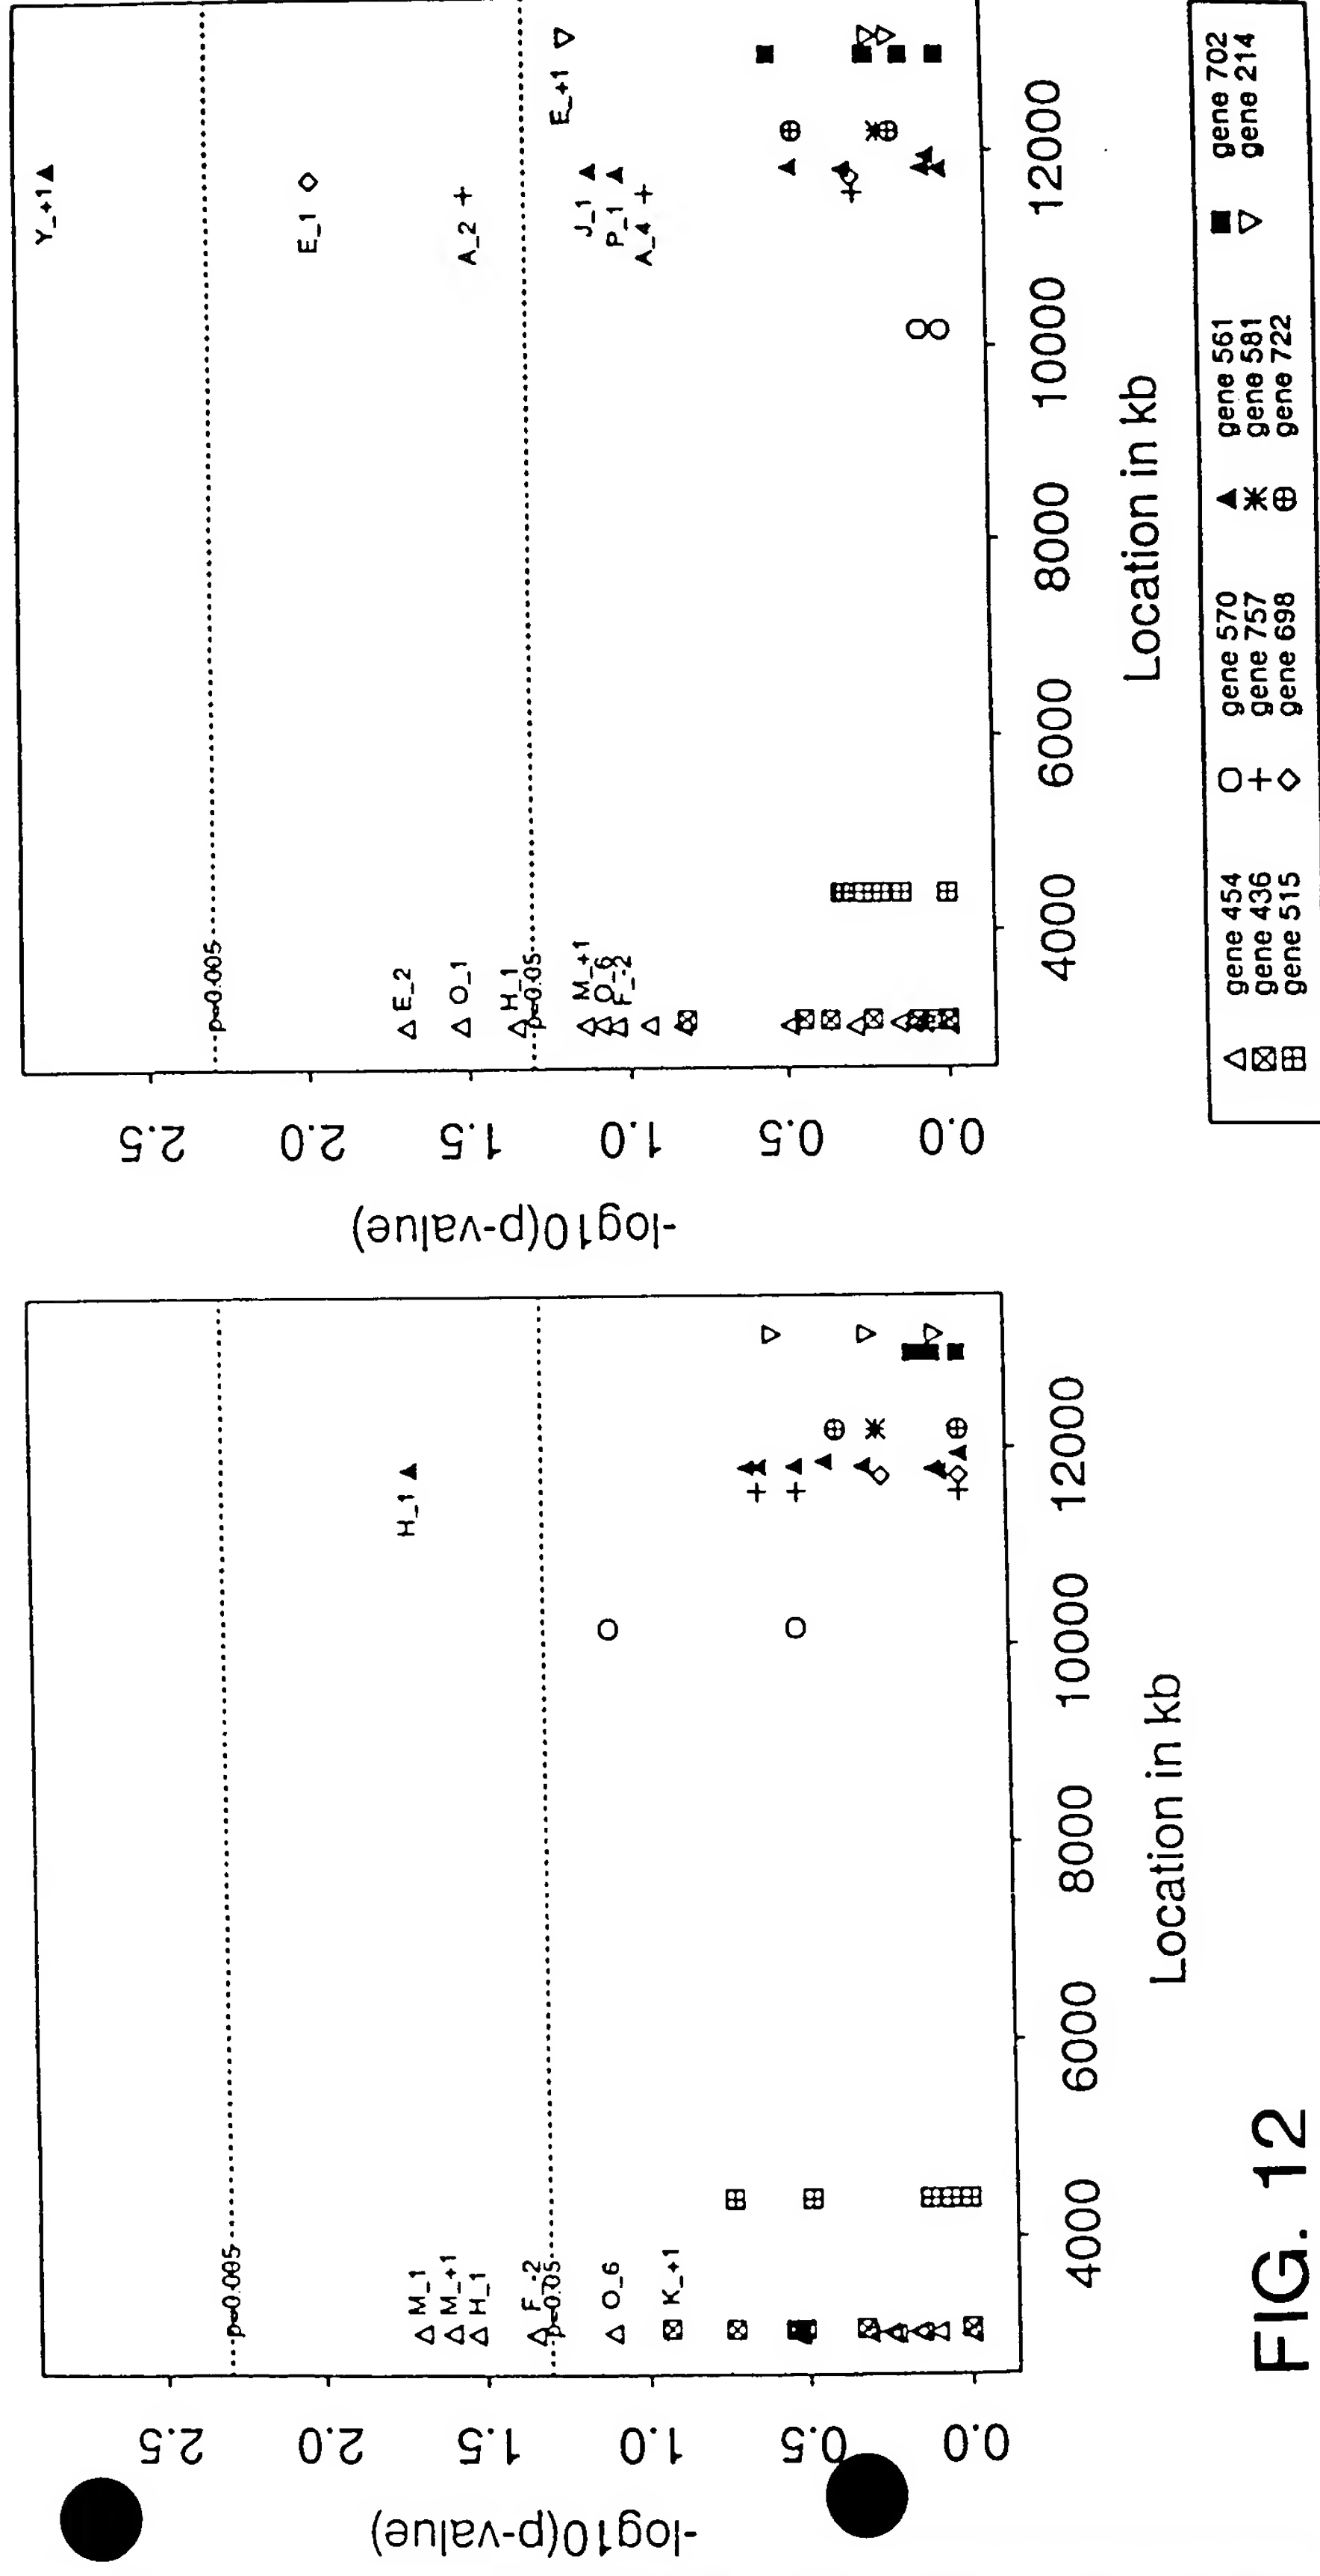 -log10(p-value)
2.5
2.0
1.5
1.0
0.5
0.0
p=0.005
p=0.05
M_1
M_+1
H_1
F_-2
O_6
K_+1
H_1
4000
6000
8000
10000
12000
Location in kb
-log10(p-value)
2.5
2.0
1.5
1.0
0.5
0.0
p=0.005
p=0.05
E_2
O_1
H_1
M_+1
O_6
F_-2
Y_+1
E_1
A_2
E_+1
J_1
P_1
A_4
4000
6000
8000
10000
12000
Location in kb
gene 454
gene 436
gene 515
gene 570
gene 757
gene 698
gene 561
gene 581
gene 722
gene 702
gene 214
FIG. 12